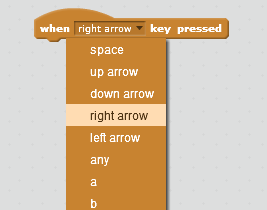 when right arrow key pressed
space
up arrow
down arrow
right arrow
left arrow
any
a
b